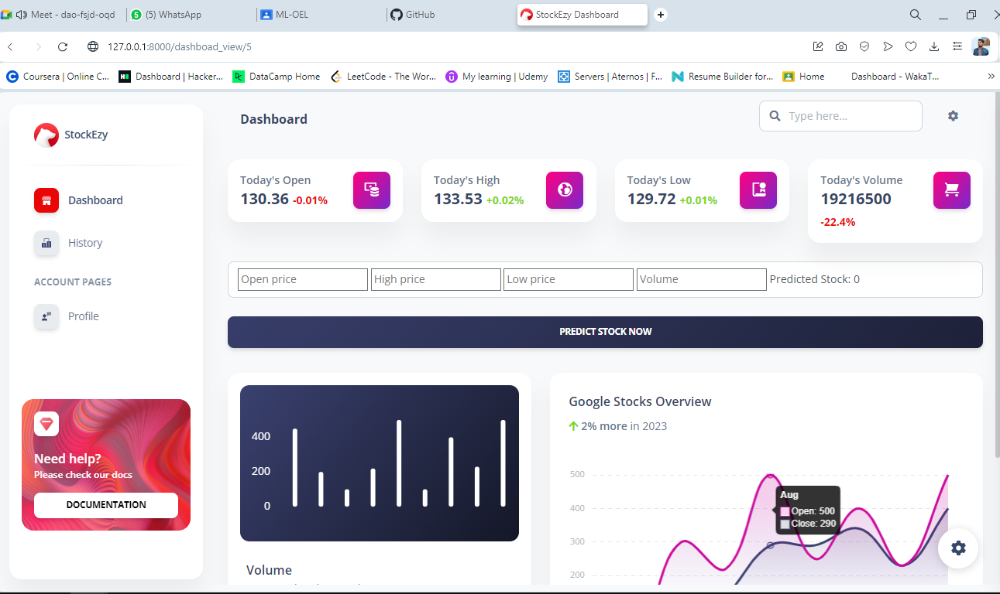 Meet - dao-fsjd-oqd
(5) WhatsApp
ML-OEL
GitHub
StockEzy Dashboard
127.0.0.1:8000/dashboad_view/5
Coursera | Online C...
Dashboard | Hacker...
DataCamp Home
LeetCode - The Wor...
My learning | Udemy
Servers | Aternos | F...
Resume Builder for...
Home
Dashboard - WakaT...
StockEzy
Dashboard
History
ACCOUNT PAGES
Profile
Need help?
Please check our docs
DOCUMENTATION
Dashboard
Type here...
Today's Open
130.36 -0.01%
Today's High
133.53 +0.02%
Today's Low
129.72 +0.01%
Today's Volume
19216500
-22.4%
Open price
High price
Low price
Volume
Predicted Stock: 0
PREDICT STOCK NOW
400
200
0
Volume
Google Stocks Overview
2% more in 2023
500
400
300
200
Aug
Open: 500
Close: 290